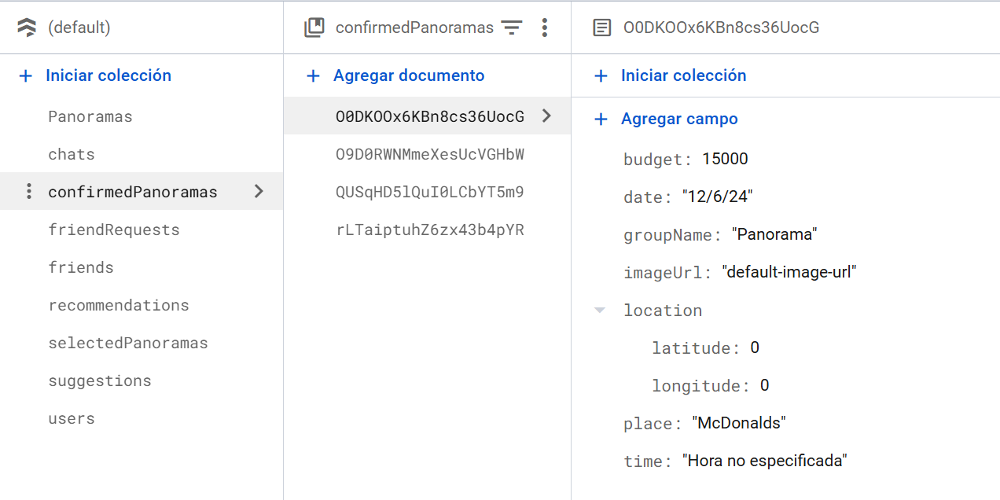 (default)
Iniciar colección
Panoramas
chats
confirmedPanoramas
friendRequests
friends
recommendations
selectedPanoramas
suggestions
users
confirmedPanoramas
Agregar documento
O0DKOOx6KBn8cs36UocG
O9D0RWNMmeXesUcVGHbW
QUSqHD5lQuI0LCbYT5m9
rLTaiptuhZ6zx43b4pYR
O0DKOOx6KBn8cs36UocG
Iniciar colección
Agregar campo
budget: 15000
date: "12/6/24"
groupName: "Panorama"
imageUrl: "default-image-url"
location
latitude: 0
longitude: 0
place: "McDonalds"
time: "Hora no especificada"